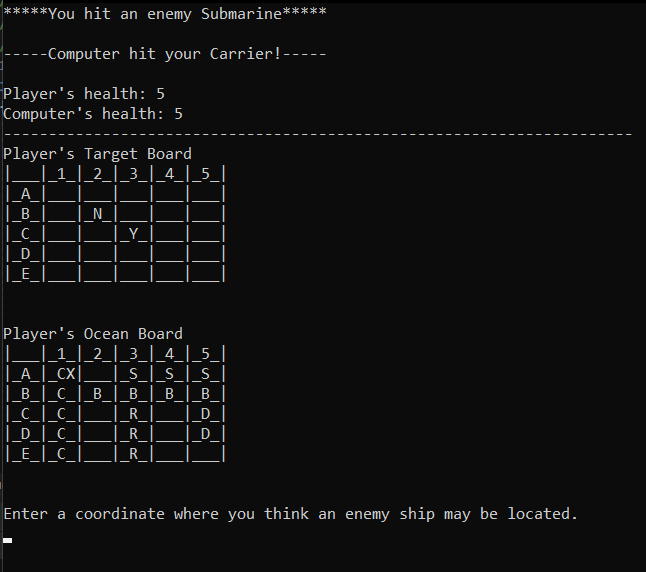 *****You hit an enemy Submarine*****
-----Computer hit your Carrier!-----
Player's health: 5
Computer's health: 5
----------------------------------------------------------------------
Player's Target Board
|___|_1_|_2_|_3_|_4_|_5_|
|_A_|___|___|___|___|___|
|_B_|___|_N_|___|___|___|
|_C_|___|___|_Y_|___|___|
|_D_|___|___|___|___|___|
|_E_|___|___|___|___|___|
Player's Ocean Board
|___|_1_|_2_|_3_|_4_|_5_|
|_A_|_CX|___|_S_|_S_|_S_|
|_B_|_C_|_B_|_B_|_B_|_B_|
|_C_|_C_|___|_R_|___|_D_|
|_D_|_C_|___|_R_|___|_D_|
|_E_|_C_|___|_R_|___|___|
Enter a coordinate where you think an enemy ship may be located.